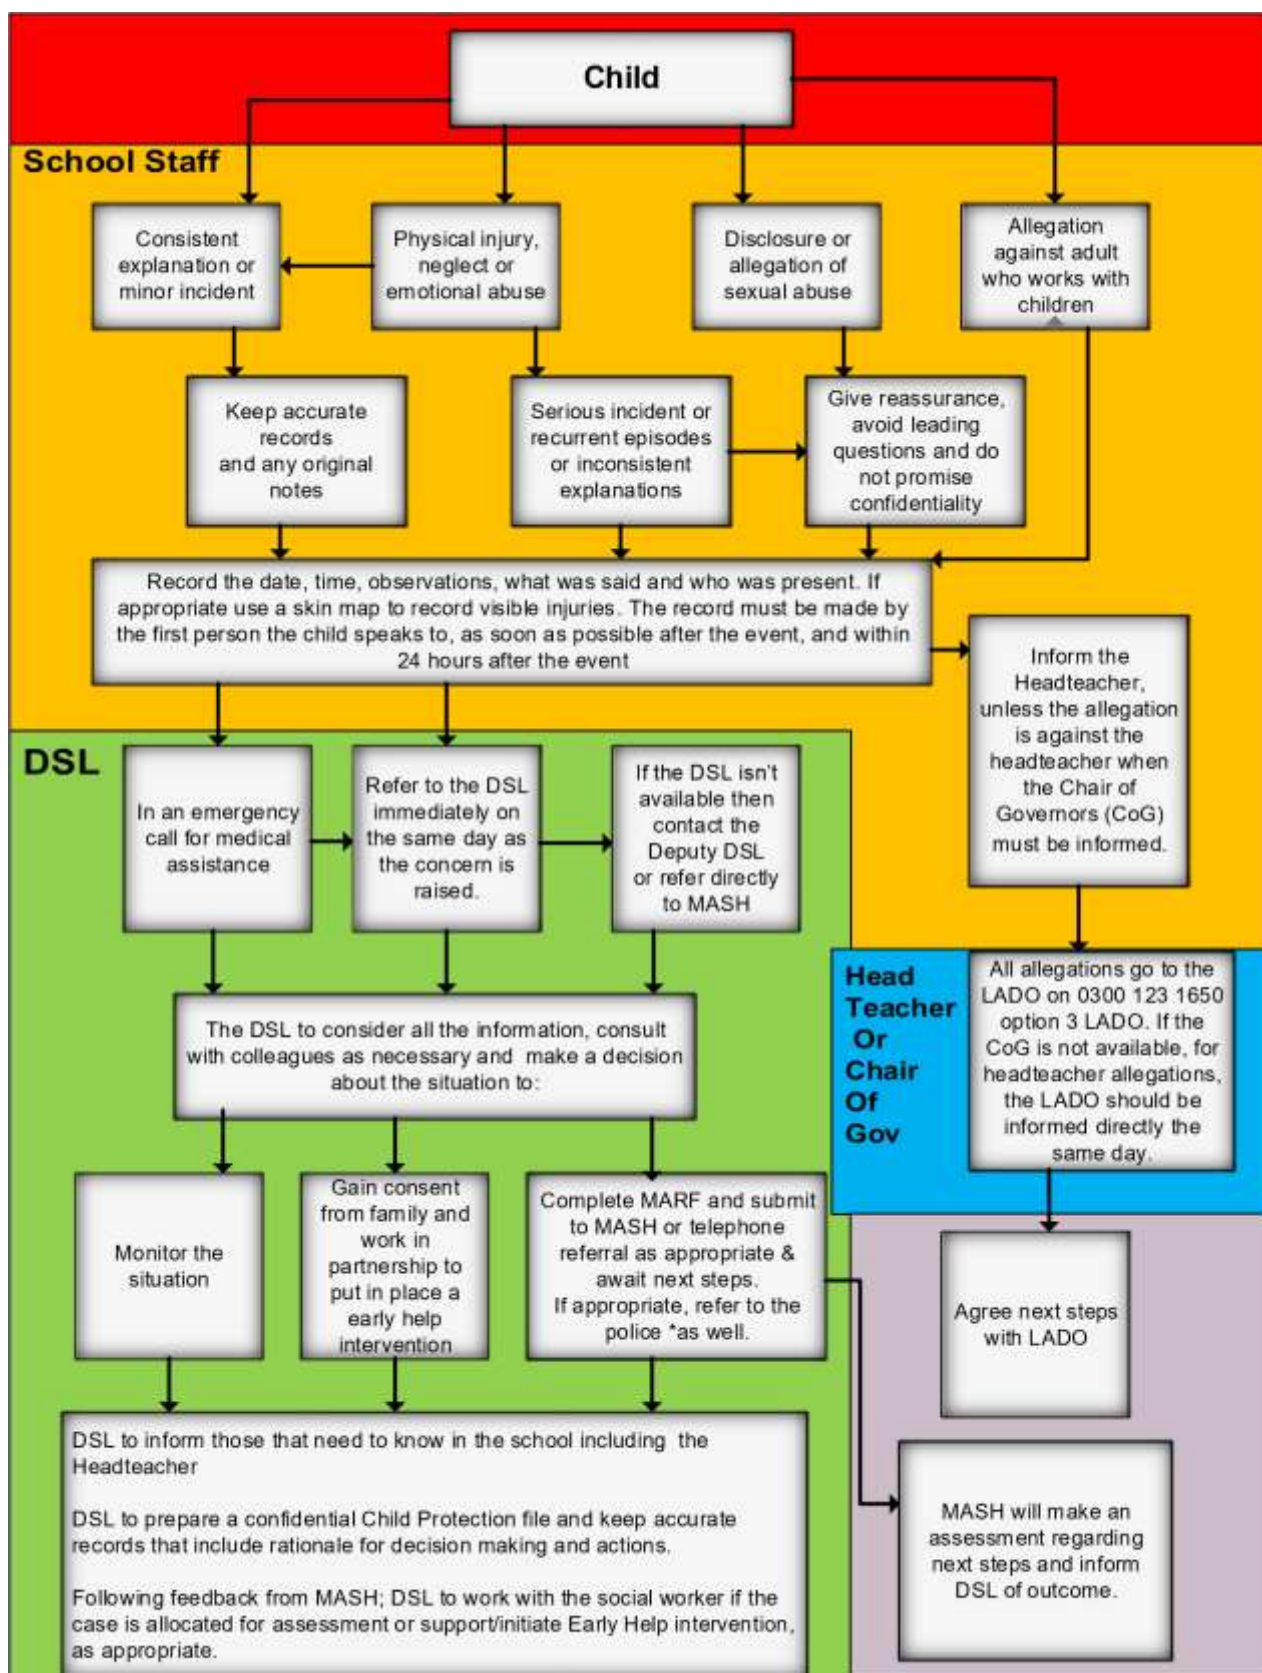 Child
School Staff
Consistent
explanation or
minor incident
Physical injury,
neglect or
emotional abuse
Disclosure or
allegation of
sexual abuse
Allegation
against adult
who works with
children
Keep accurate
records
and any original
notes
Serious incident or
recurrent episodes
or inconsistent
explanations
Give reassurance,
avoid leading
questions and do
not promise
confidentiality
Record the date, time, observations, what was said and who was present. If
appropriate use a skin map to record visible injuries. The record must be made by
the first person the child speaks to, as soon as possible after the event, and within
24 hours after the event
Inform the
Headteacher,
unless the allegation
is against the
headteacher when
the Chair of
Governors (CoG)
must be informed.
DSL
In an emergency
call for medical
assistance
Refer to the DSL
immediately on
the same day as
the concern is
raised.
If the DSL isn't
available then
contact the
Deputy DSL
or refer directly
to MASH
Head
Teacher
Or
Chair
Of
Gov
All allegations go to the
LADO on 0300 123 1650
option 3 LADO. If the
CoG is not available, for
headteacher allegations,
the LADO should be
informed directly the
same day.
The DSL to consider all the information, consult
with colleagues as necessary and make a decision
about the situation to:
Monitor the
situation
Gain consent
from family and
work in
partnership to
put in place a
early help
intervention
Complete MARF and submit
to MASH or telephone
referral as appropriate &
await next steps.
If appropriate, refer to the
police *as well.
Agree next steps
with LADO
DSL to inform those that need to know in the school including the
Headteacher
DSL to prepare a confidential Child Protection file and keep accurate
records that include rationale for decision making and actions.
Following feedback from MASH; DSL to work with the social worker if the
case is allocated for assessment or support/initiate Early Help intervention,
as appropriate.
MASH will make an
assessment regarding
next steps and inform
DSL of outcome.